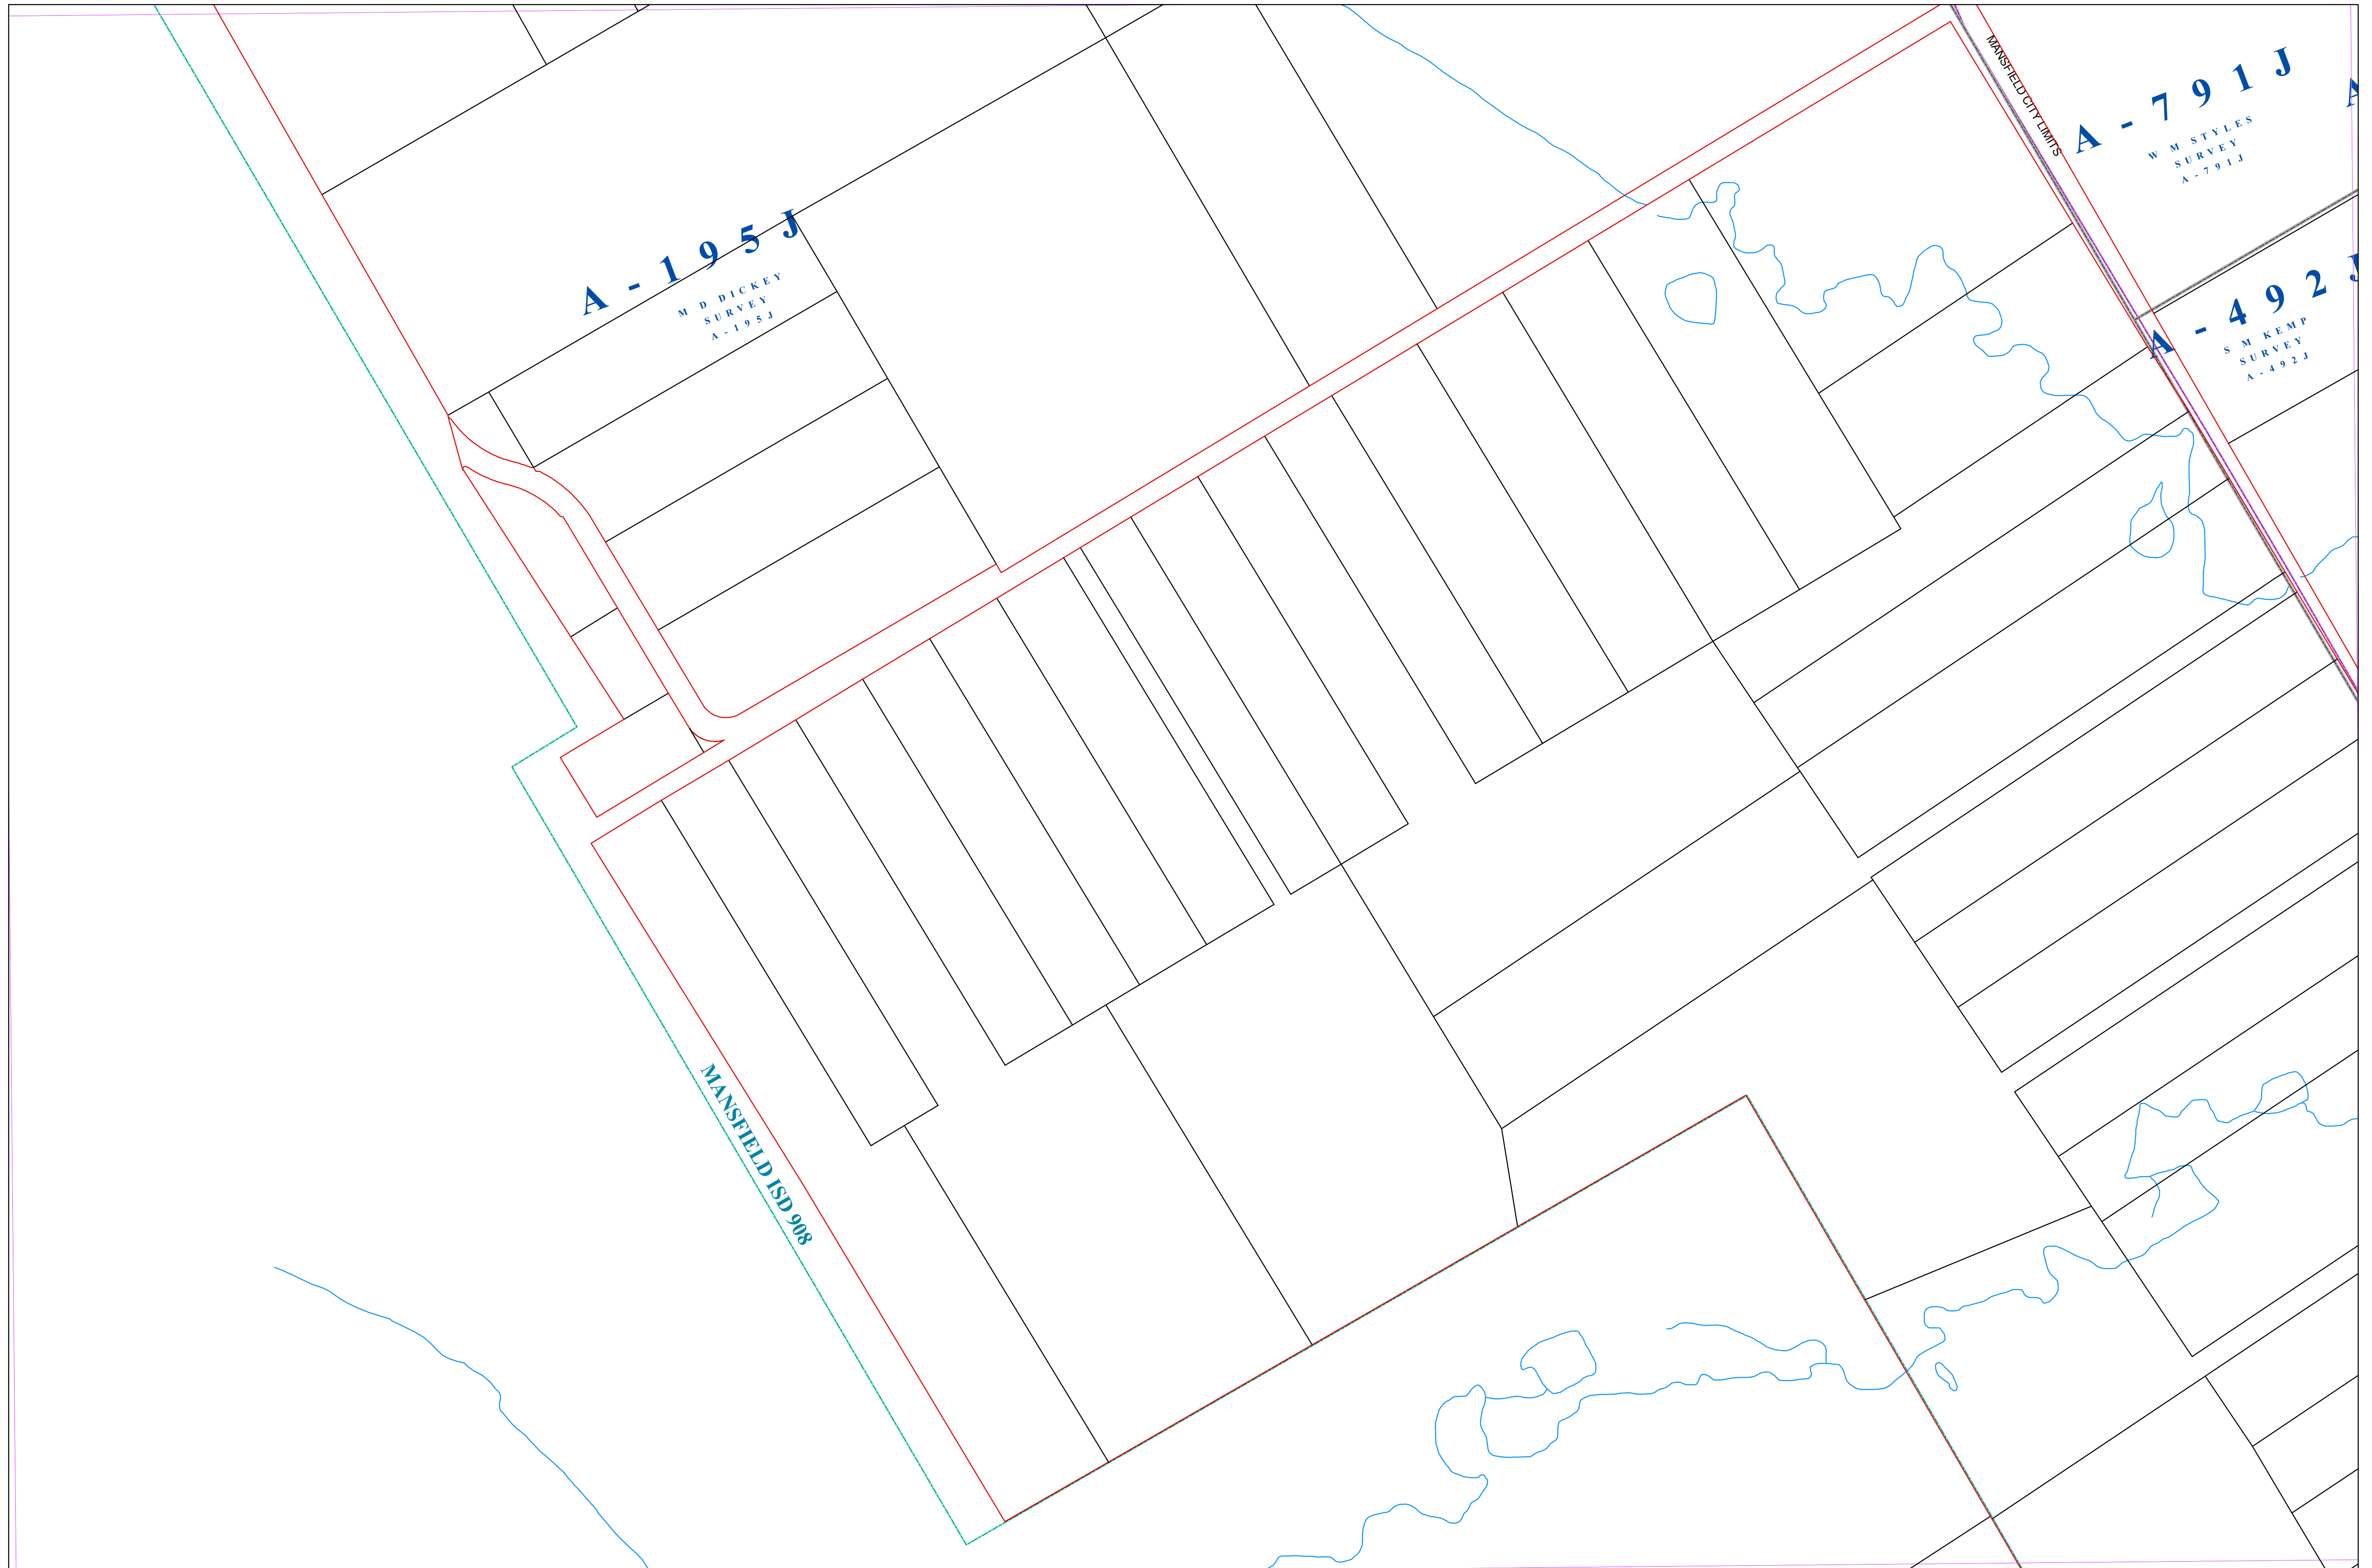 MANSFIELD CITY LIMITS
A - 7 9 1 J
W M STYLES
SURVEY
A - 7 9 1 J
A
A - 1 9 5 J
M D DICKEY
SURVEY
A - 1 9 5 J
A - 4 9 2 J
S M KEMP
SURVEY
A - 4 9 2 J
MANSFIELD ISD 908